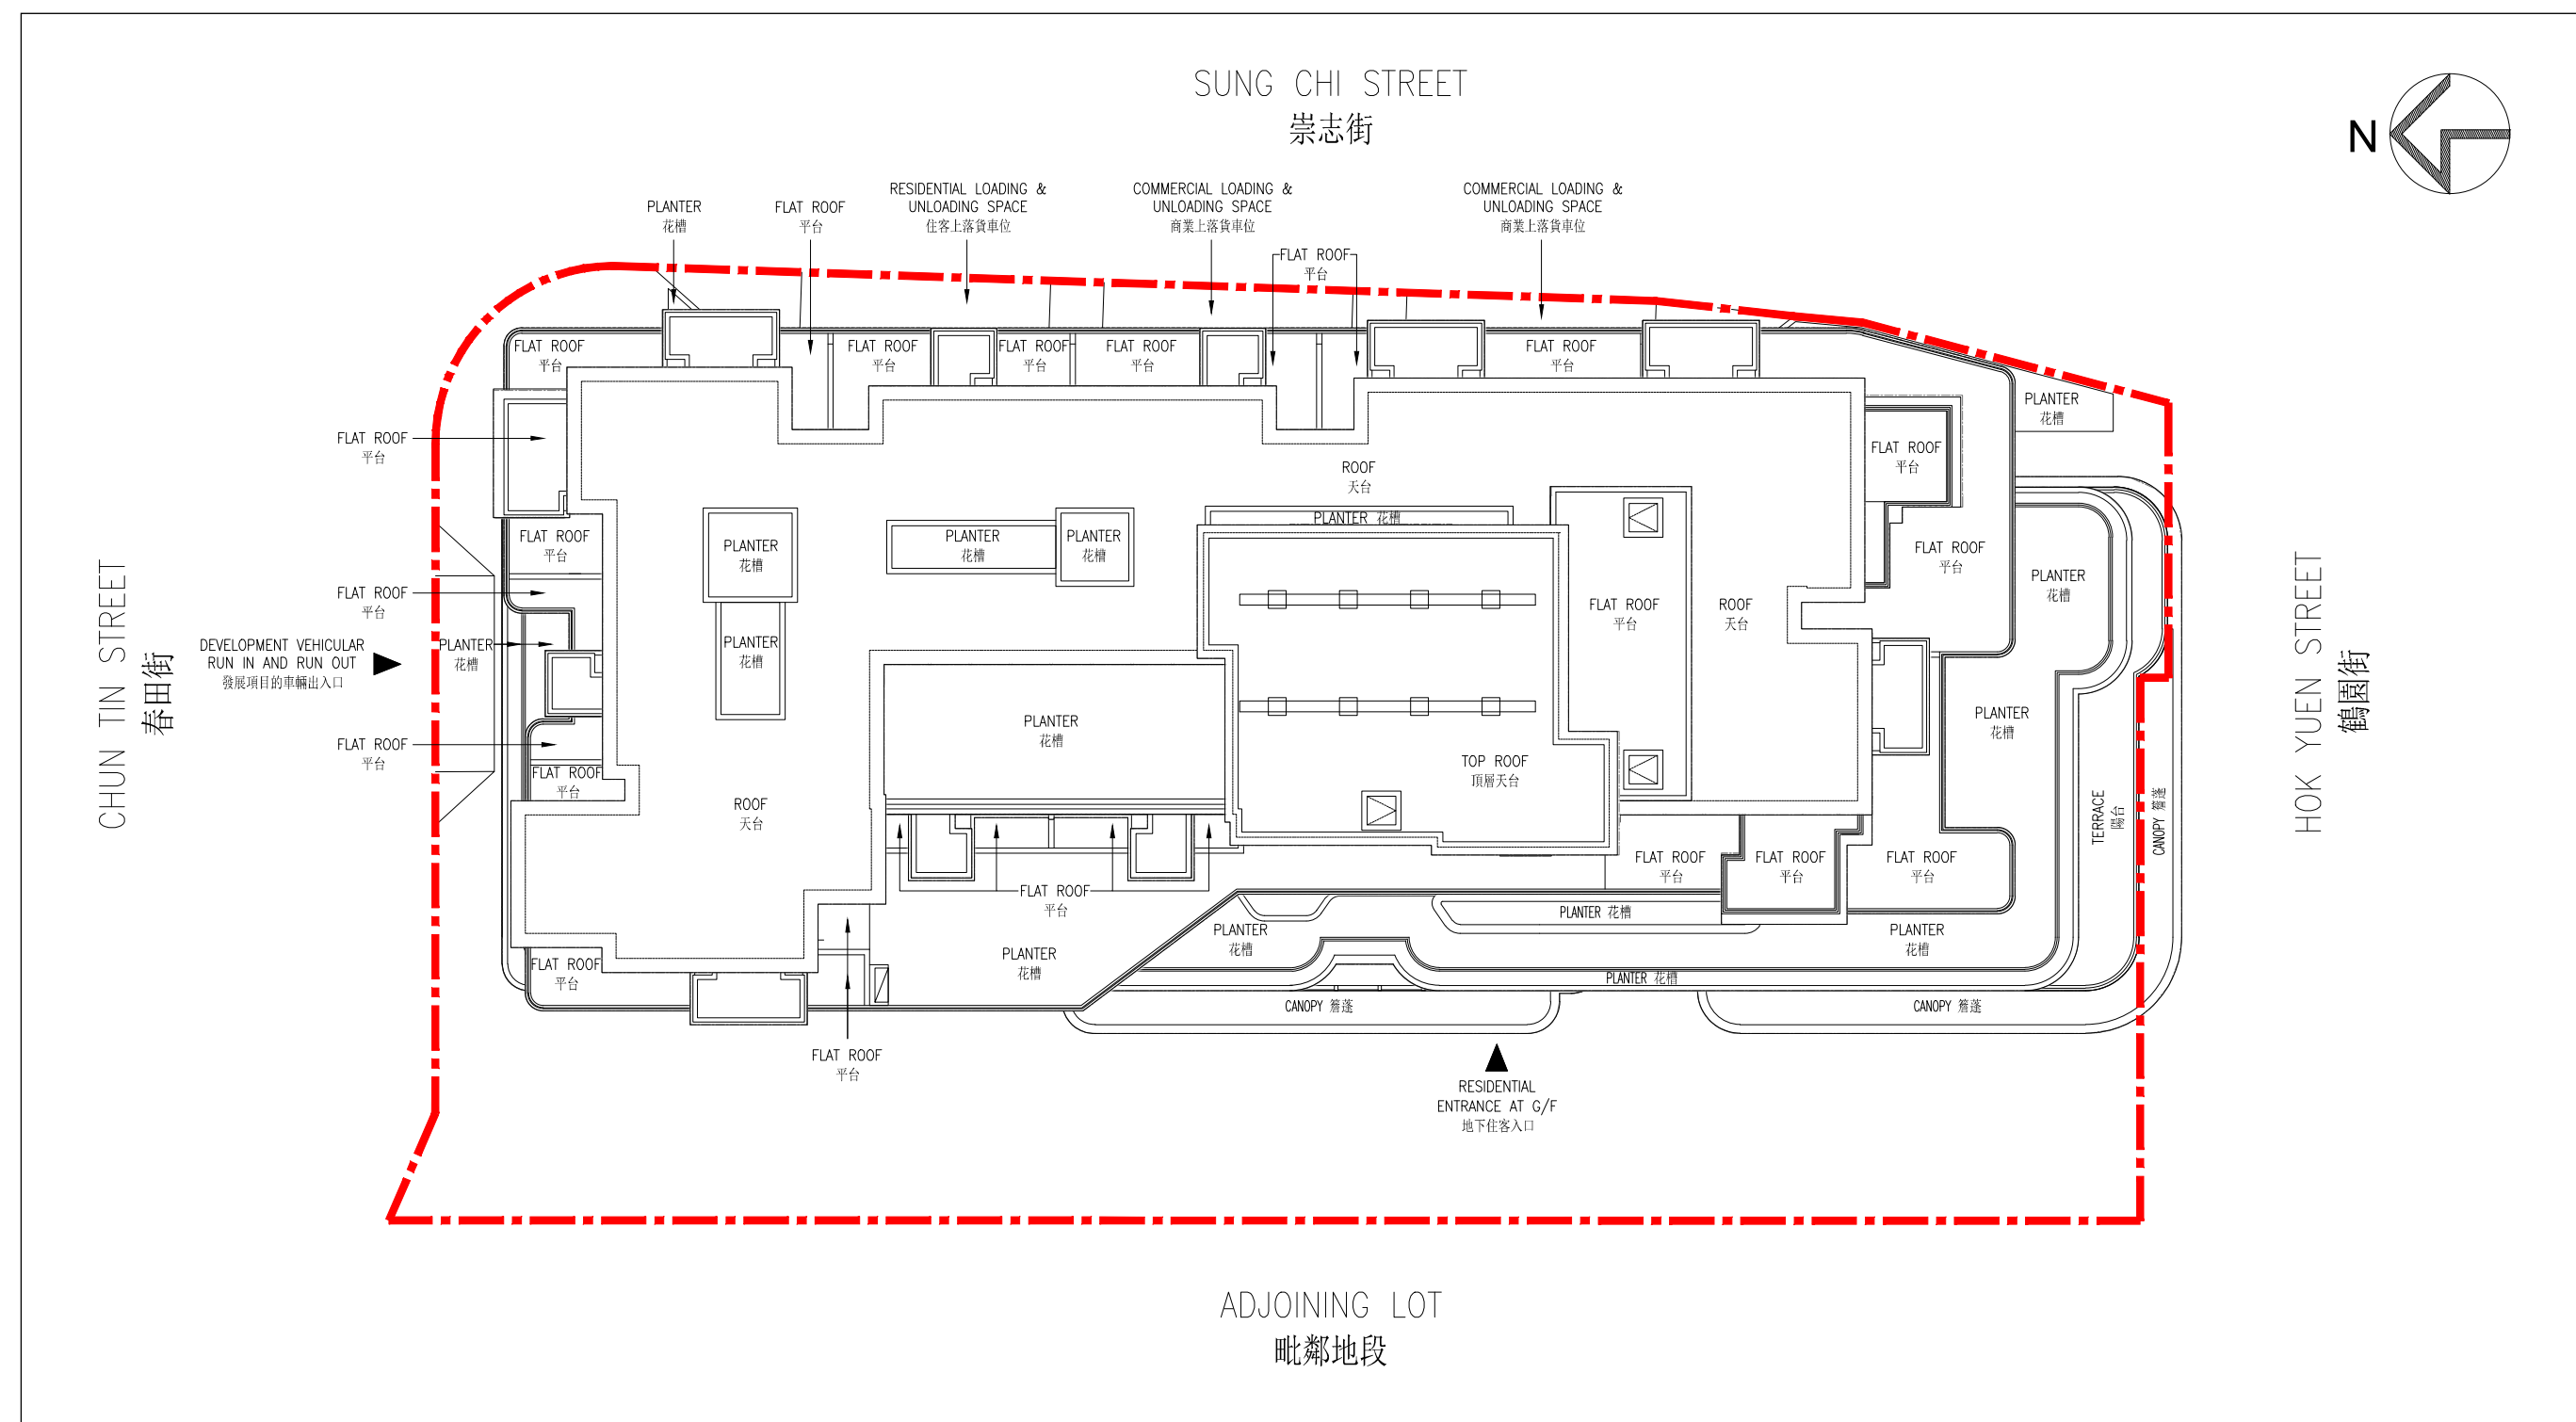 SUNG CHI STREET
崇志街
N
PLANTER
花槽
FLAT ROOF
平台
RESIDENTIAL LOADING &
UNLOADING SPACE
住客上落貨車位
COMMERCIAL LOADING &
UNLOADING SPACE
商業上落貨車位
COMMERCIAL LOADING &
UNLOADING SPACE
商業上落貨車位
FLAT ROOF
平台
FLAT ROOF
平台
FLAT ROOF
平台
FLAT ROOF
平台
FLAT ROOF
平台
FLAT ROOF
平台
PLANTER
花槽
FLAT ROOF
平台
FLAT ROOF
平台
ROOF
天台
PLANTER 花槽
FLAT ROOF
平台
PLANTER
花槽
PLANTER
花槽
PLANTER
花槽
FLAT ROOF
平台
PLANTER
花槽
FLAT ROOF
平台
FLAT ROOF
平台
ROOF
天台
CHUN TIN STREET
春田街
DEVELOPMENT VEHICULAR
RUN IN AND RUN OUT
發展項目的車輛出入口
PLANTER
花槽
PLANTER
花槽
HOK YUEN STREET
鶴園街
PLANTER
花槽
PLANTER
花槽
FLAT ROOF
平台
FLAT ROOF
平台
TOP ROOF
頂層天台
ROOF
天台
TERRACE
陽台
CANOPY 簷蓬
FLAT ROOF
平台
FLAT ROOF
平台
FLAT ROOF
平台
FLAT ROOF
平台
PLANTER 花槽
PLANTER
花槽
PLANTER
花槽
PLANTER
花槽
FLAT ROOF
平台
PLANTER 花槽
CANOPY 簷蓬
CANOPY 簷蓬
FLAT ROOF
平台
RESIDENTIAL
ENTRANCE AT G/F
地下住客入口
ADJOINING LOT
毗鄰地段